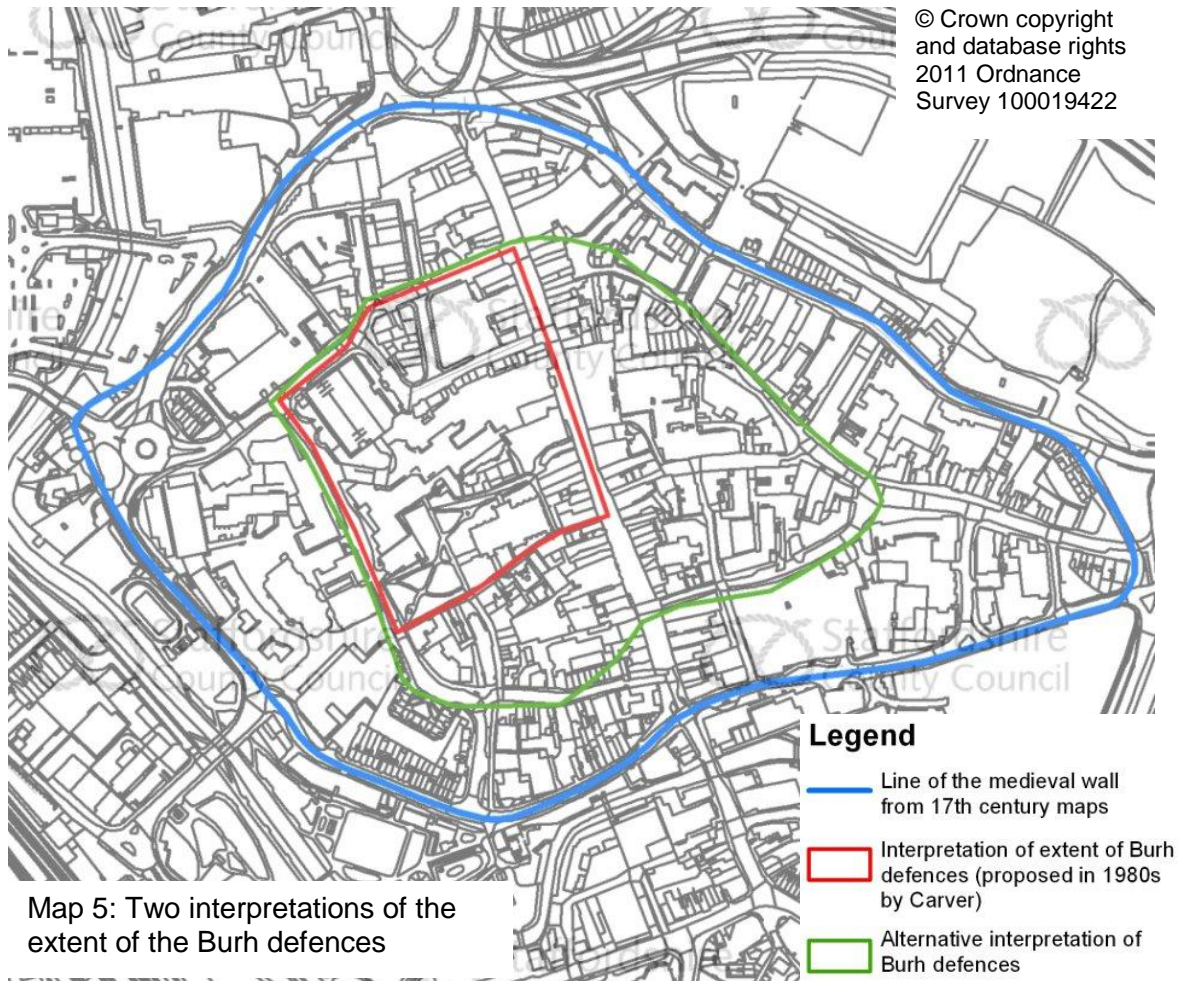 © Crown copyright
and database rights
2011 Ordnance
Survey 100019422
County Council
Staffordshire
County Council
Staffordshire
County Council
Staffordshire
County Council
Legend
Line of the medieval wall
from 17th century maps
Interpretation of extent of Burh
defences (proposed in 1980s
by Carver)
Alternative interpretation of
Burh defences
Map 5: Two interpretations of the
extent of the Burh defences